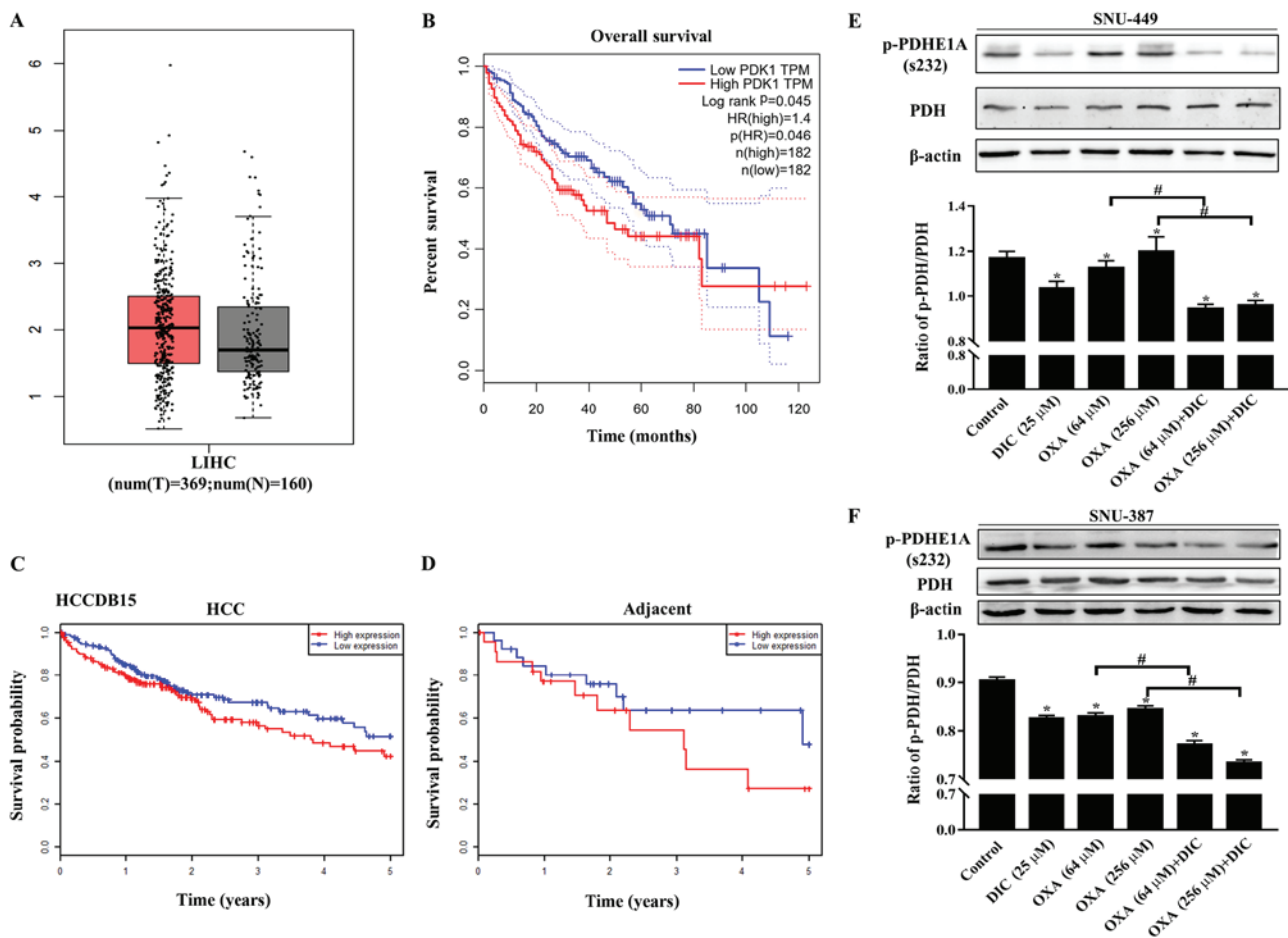 A
6
5
4
3
2
1
LIHC
(num(T)=369;num(N)=160)
B
Overall survival
Low PDK1 TPM
High PDK1 TPM
Log rank P=0.045
HR(high)=1.4
p(HR)=0.046
n(high)=182
n(low)=182
Percent survival
1.0
0.8
0.6
0.4
0.2
0.0
0 20 40 60 80 100 120
Time (months)
C
HCCDB15
HCC
High expression
Low expression
Survival probability
1.0
0.8
0.6
0.4
0.2
0.0
0 1 2 3 4 5
Time (years)
D
Adjacent
High expression
Low expression
Survival probability
1.0
0.8
0.6
0.4
0.2
0.0
0 1 2 3 4 5
Time (years)
E
SNU-449
p-PDHE1A
(s232)
PDH
β-actin
Ratio of p-PDH/PDH
1.4
1.2
1.0
0.8
0.8
0.0
# #
* * * * *
Control
DIC (25 μM)
OXA (64 μM)
OXA (256 μM)
OXA (64 μM)+DIC
OXA (256 μM)+DIC
F
SNU-387
p-PDHE1A
(s232)
PDH
β-actin
Ratio of p-PDH/PDH
1.0
0.9
0.8
0.7
0.7
0.0
# #
* * * * *
Control
DIC (25 μM)
OXA (64 μM)
OXA (256 μM)
OXA (64 μM)+DIC
OXA (256 μM)+DIC